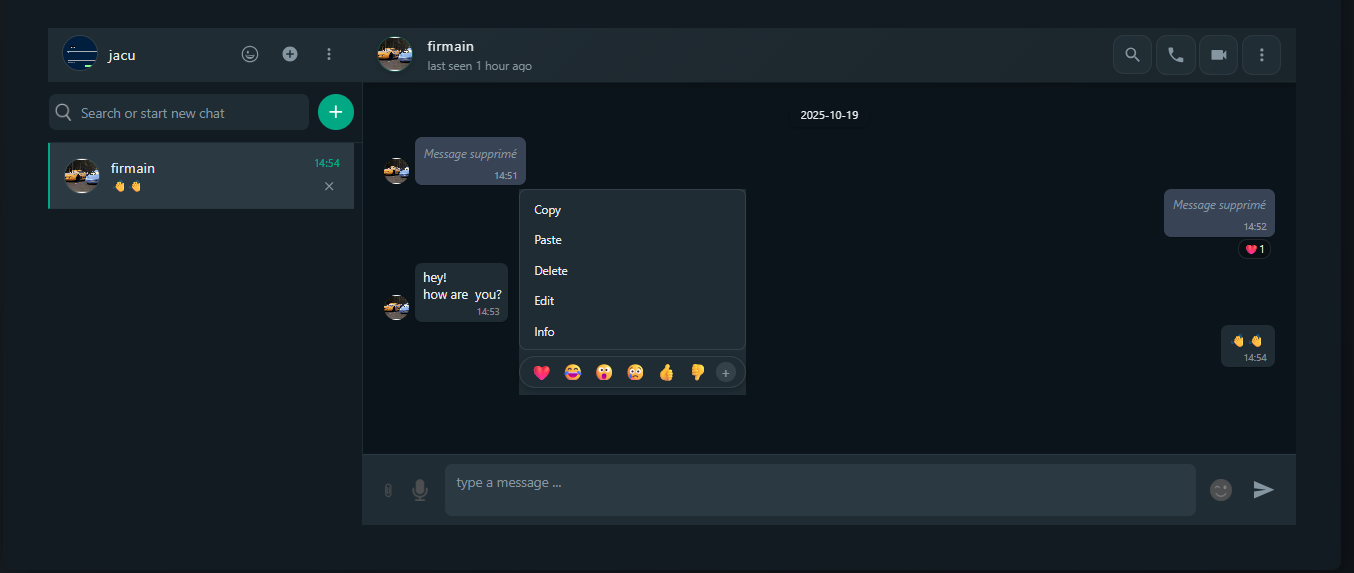 jacu
Search or start new chat
firmain
14:54
👏 👏
firmain
last seen 1 hour ago
2025-10-19
Message supprimé
14:51
Message supprimé
14:52
❤️ 1
hey!
how are  you?
14:53
Copy
Paste
Delete
Edit
Info
❤️ 😂 😲 😢 👍 👎 +
👏 👏
14:54
type a message ...